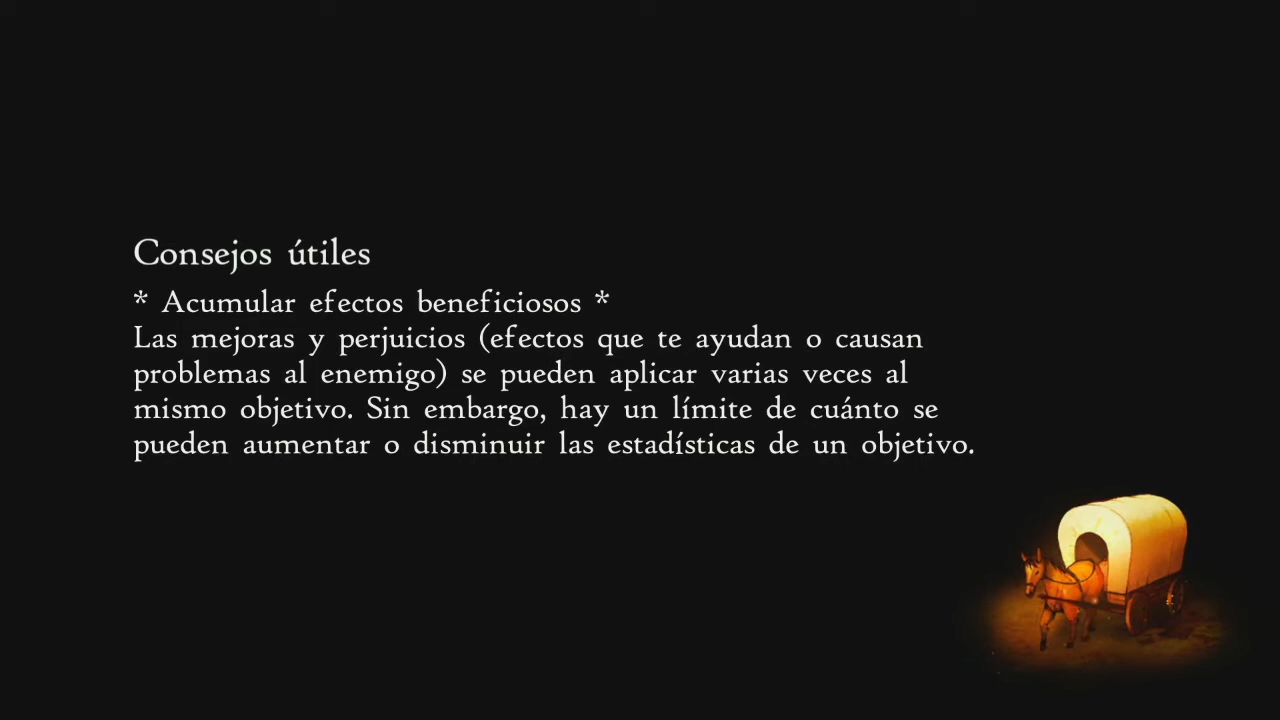 Consejos útiles
* Acumular efectos beneficiosos *
Las mejoras y perjuicios (efectos que te ayudan o causan
problemas al enemigo) se pueden aplicar varias veces al
mismo objetivo. Sin embargo, hay un límite de cuánto se
pueden aumentar o disminuir las estadísticas de un objetivo.